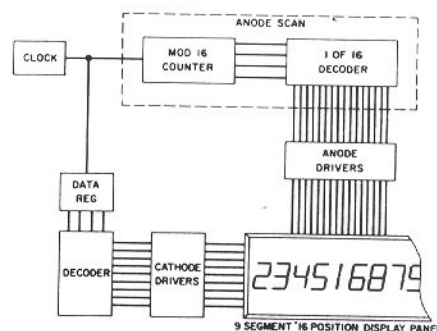 ANODE SCAN
CLOCK
MOD 16
COUNTER
1 OF 16
DECODER
ANODE
DRIVERS
DATA
REG
DECODER
CATHODE
DRIVERS
234516879
9 SEGMENT 16 POSITION DISPLAY PANEL